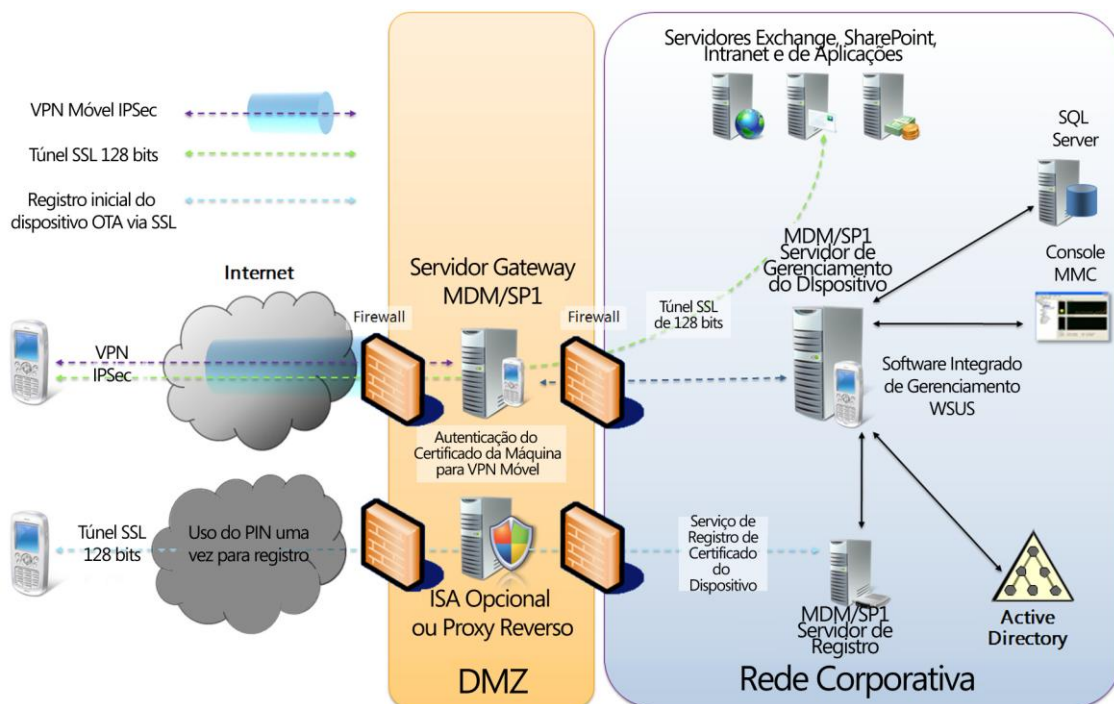 Servidores Exchange, SharePoint,
Intranet e de Aplicações
VPN Móvel IPSec
Túnel SSL 128 bits
Registro inicial do
dispositivo OTA via SSL
SQL
Server
Console
MMC
MDM/SP1
Servidor de
Gerenciamento
do Dispositivo
Internet
Servidor Gateway
MDM/SP1
Firewall
Firewall
Túnel SSL
de 128 bits
VPN
IPSec
Software Integrado
de Gerenciamento
WSUS
Autenticação do
Certificado da Máquina
para VPN Móvel
Túnel SSL
128 bits
Uso do PIN uma
vez para registro
Serviço de
Registro de
Certificado
do
Dispositivo
ISA Opcional
ou Proxy Reverso
MDM/SP1
Servidor de
Registro
Active
Directory
DMZ
Rede Corporativa